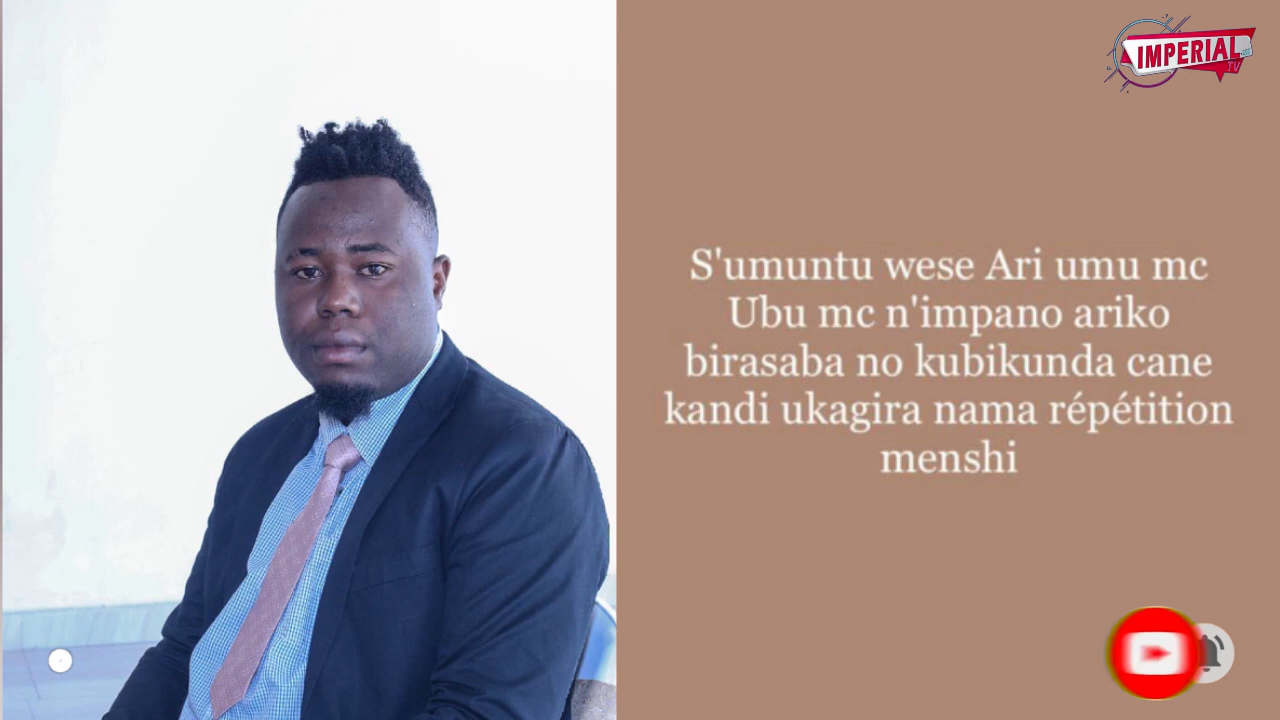 IMPERIAL
TV
S'umuntu wese Ari umu mc
Ubu mc n'impano ariko
birasaba no kubikunda cane
kandi ukagira nama répétition
menshi